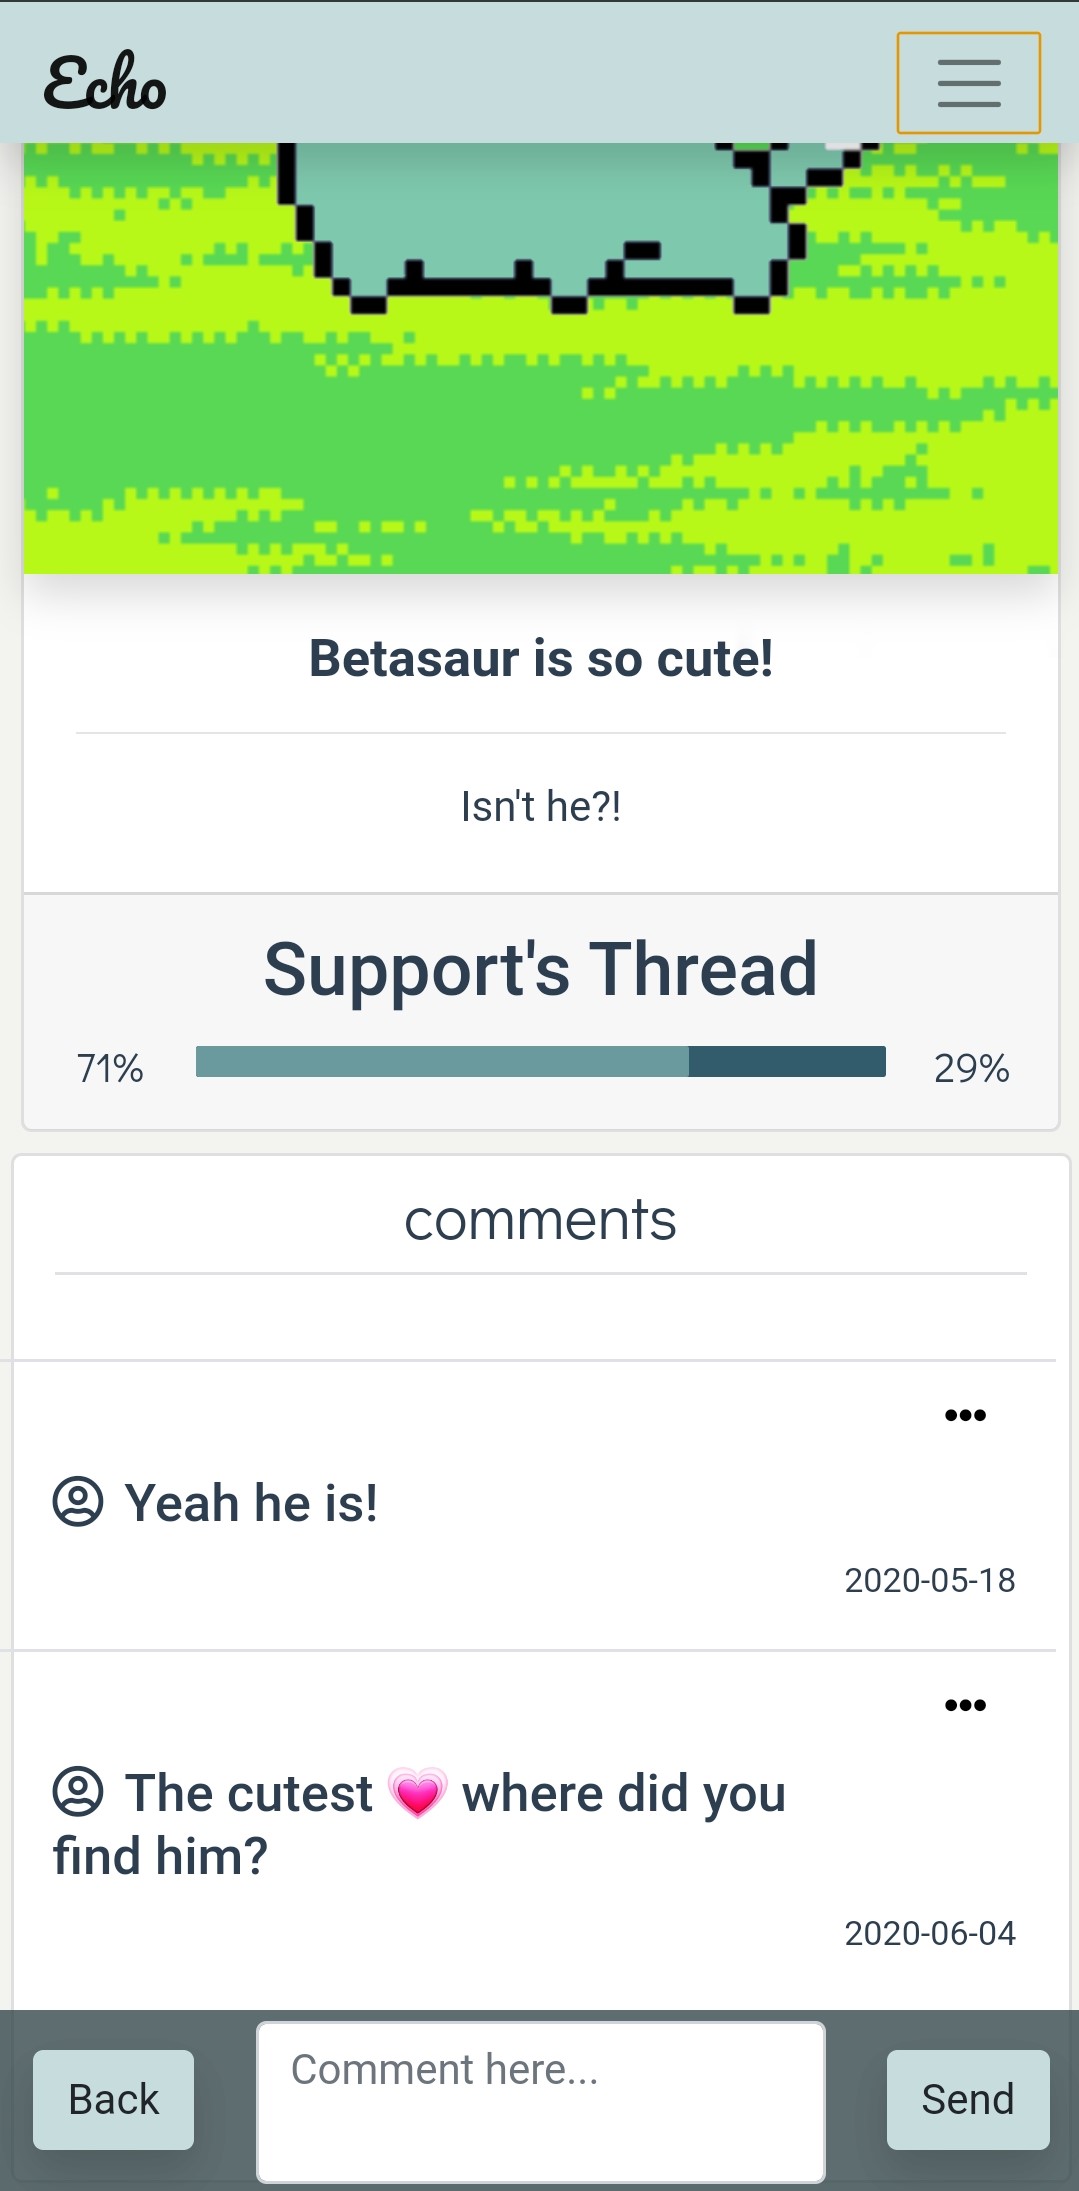 Echo
Betasaur is so cute!
Isn't he?!
Support's Thread
71% 29%
comments
Yeah he is!
2020-05-18
The cutest 💗 where did you
find him?
2020-06-04
Back Comment here... Send